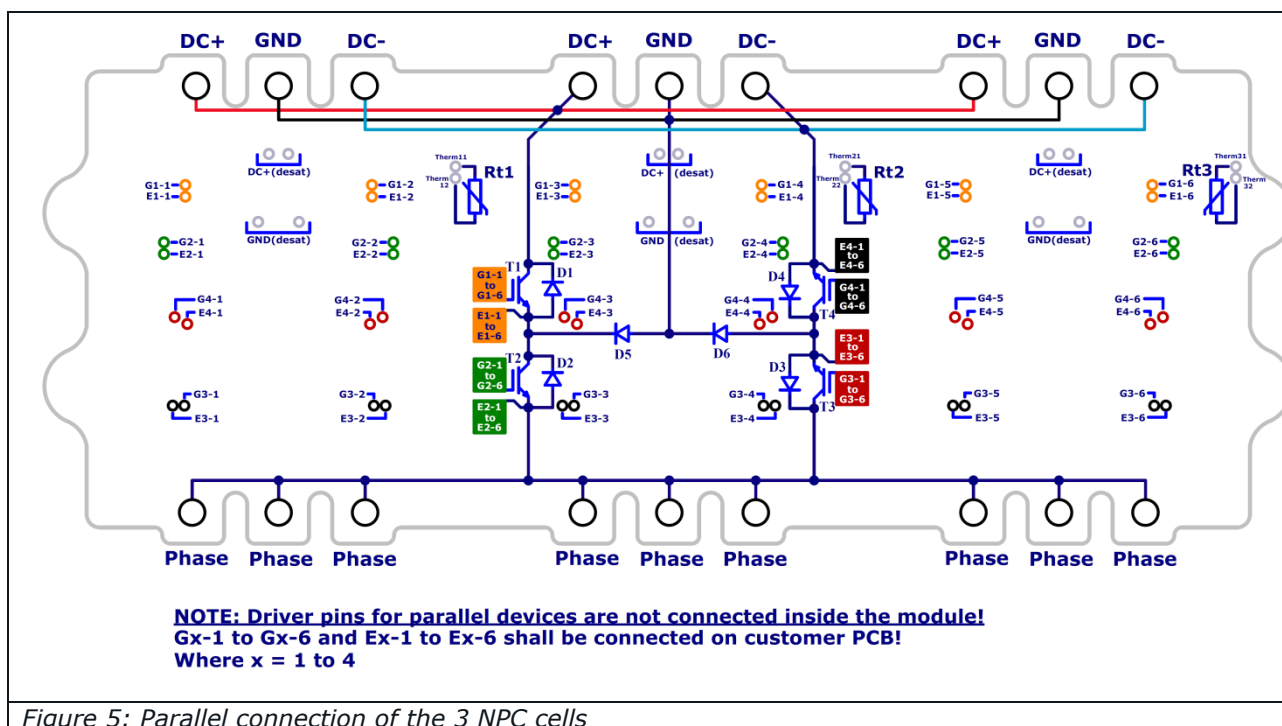 DC+ GND DC- DC+ GND DC- DC+ GND DC-
DC+(desat) DC+ (desat) DC+(desat)
Therm11 Therm21 Therm31
Therm 12 Rt1 Therm 22 Rt2 Rt3 Therm 32
G1-1 G1-2 G1-3 G1-4 G1-5 G1-6
E1-1 E1-2 E1-3 E1-4 E1-5 E1-6
GND(desat) GND (desat) GND(desat)
G2-1 G2-2 G2-3 G2-4 G2-5 G2-6
E2-1 E2-2 E2-3 E2-4 E2-5 E2-6
T1 D1 D4 T4
G1-1 to G1-6
E4-1 to E4-6
G4-1 to G4-6
G4-1 G4-2 G4-3 G4-4 G4-5 G4-6
E4-1 E4-2 E4-3 E4-4 E4-5 E4-6
E1-1 to E1-6
D5 D6
E3-1 to E3-6
T2 D2 D3 T3
G2-1 to G2-6
G3-1 to G3-6
E2-1 to E2-6
G3-1 G3-2 G3-3 G3-4 G3-5 G3-6
E3-1 E3-2 E3-3 E3-4 E3-5 E3-6
Phase Phase Phase Phase Phase Phase Phase Phase Phase
NOTE: Driver pins for parallel devices are not connected inside the module!
Gx-1 to Gx-6 and Ex-1 to Ex-6 shall be connected on customer PCB!
Where x = 1 to 4
Figure 5: Parallel connection of the 3 NPC cells